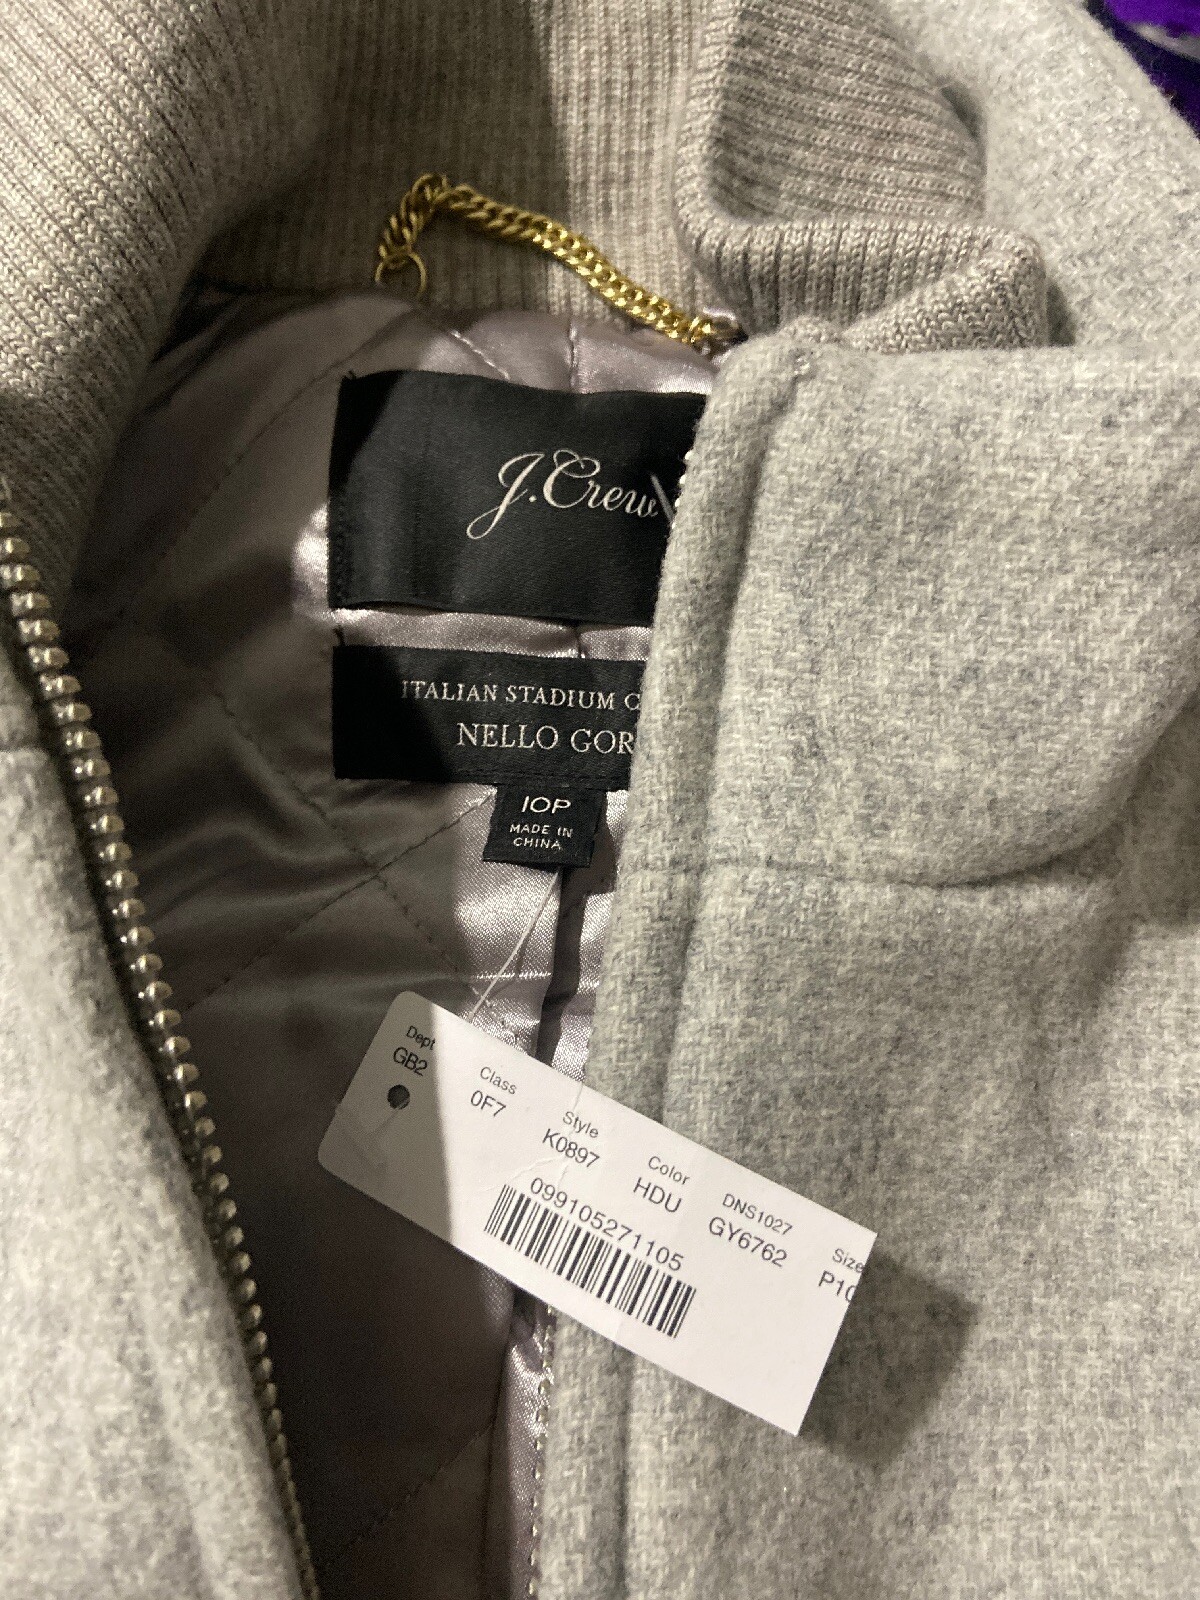 J.Crew
ITALIAN STADIUM C
NELLO GOR
10P
MADE IN
CHINA
Dept Class Style Color DNS1027 Size
GB2 0F7 K0897 HDU GY6762 P10
099105271105